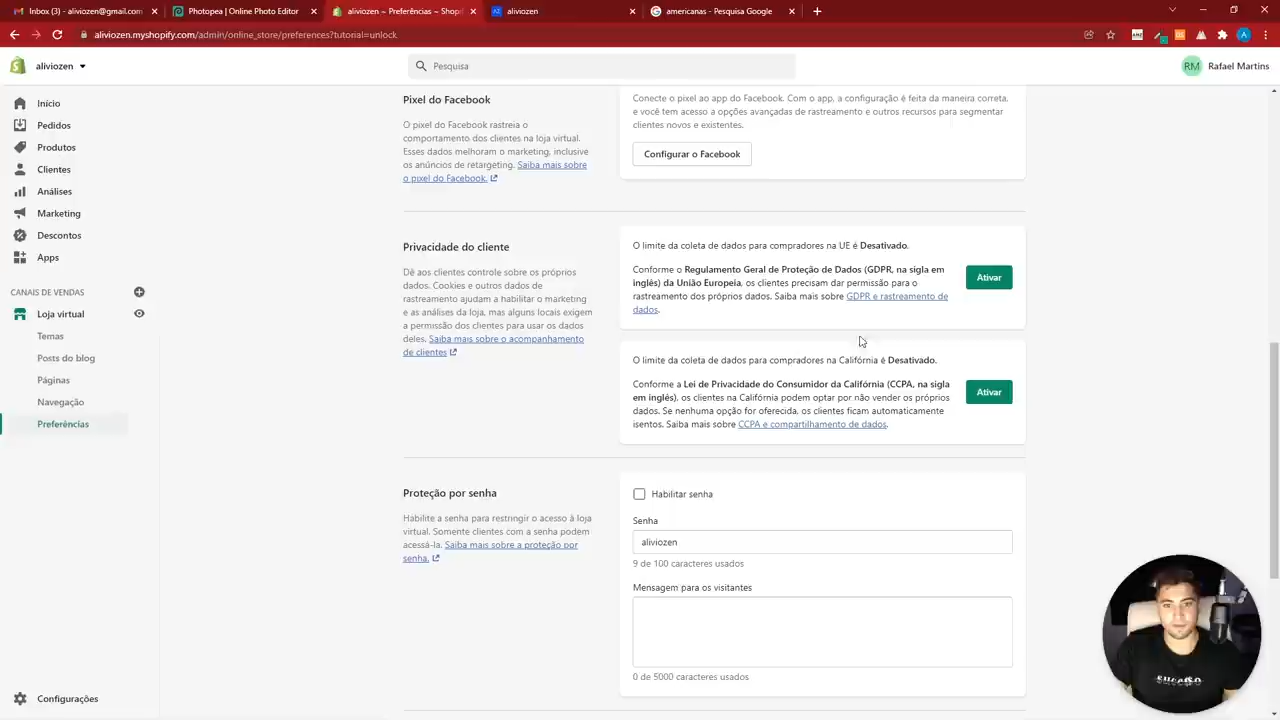 Inbox - aliviozen@gmail.com
Photopea | Online Photo Editor
aliviozen ~ Preferências ~ Shopif
aliviozen
americanas - Pesquisa Google
aliviozen.myshopify.com/admin/online_store/preferences?tutorial=unlock
aliviozen
Pesquisa
RM
Rafael Martins
Início
Pedidos
Produtos
Clientes
Análises
Marketing
Descontos
Apps
CANAIS DE VENDAS
Loja virtual
Temas
Posts do blog
Páginas
Navegação
Preferências
Configurações
Pixel do Facebook
O pixel do Facebook rastreia o
comportamento dos clientes na loja virtual.
Esses dados melhoram o marketing, inclusive
os anúncios de retargeting. Saiba mais sobre
o pixel do Facebook.
Conecte o pixel ao app do Facebook. Com o app, a configuração é feita da maneira correta,
e você tem acesso a opções avançadas de rastreamento e outros recursos para segmentar
clientes novos e existentes.
Configurar o Facebook
Privacidade do cliente
Dê aos clientes controle sobre os próprios
dados. Cookies e outros dados de
rastreamento ajudam a habilitar o marketing
e as análises da loja, mas alguns locais exigem
a permissão dos clientes para usar os dados
deles. Saiba mais sobre o acompanhamento
de clientes
O limite da coleta de dados para compradores na UE é Desativado.
Conforme o Regulamento Geral de Proteção de Dados (GDPR, na sigla em
inglês) da União Europeia, os clientes precisam dar permissão para o
rastreamento dos próprios dados. Saiba mais sobre GDPR e rastreamento de
dados.
Ativar
O limite da coleta de dados para compradores na Califórnia é Desativado.
Conforme a Lei de Privacidade do Consumidor da Califórnia (CCPA, na sigla
em inglês), os clientes na Califórnia podem optar por não vender os próprios
dados. Se nenhuma opção for oferecida, os clientes ficam automaticamente
isentos. Saiba mais sobre CCPA e compartilhamento de dados.
Ativar
Proteção por senha
Habilite a senha para restringir o acesso à loja
virtual. Somente clientes com a senha podem
acessá-la. Saiba mais sobre a proteção por
senha.
Habilitar senha
Senha
aliviozen
9 de 100 caracteres usados
Mensagem para os visitantes
0 de 5000 caracteres usados